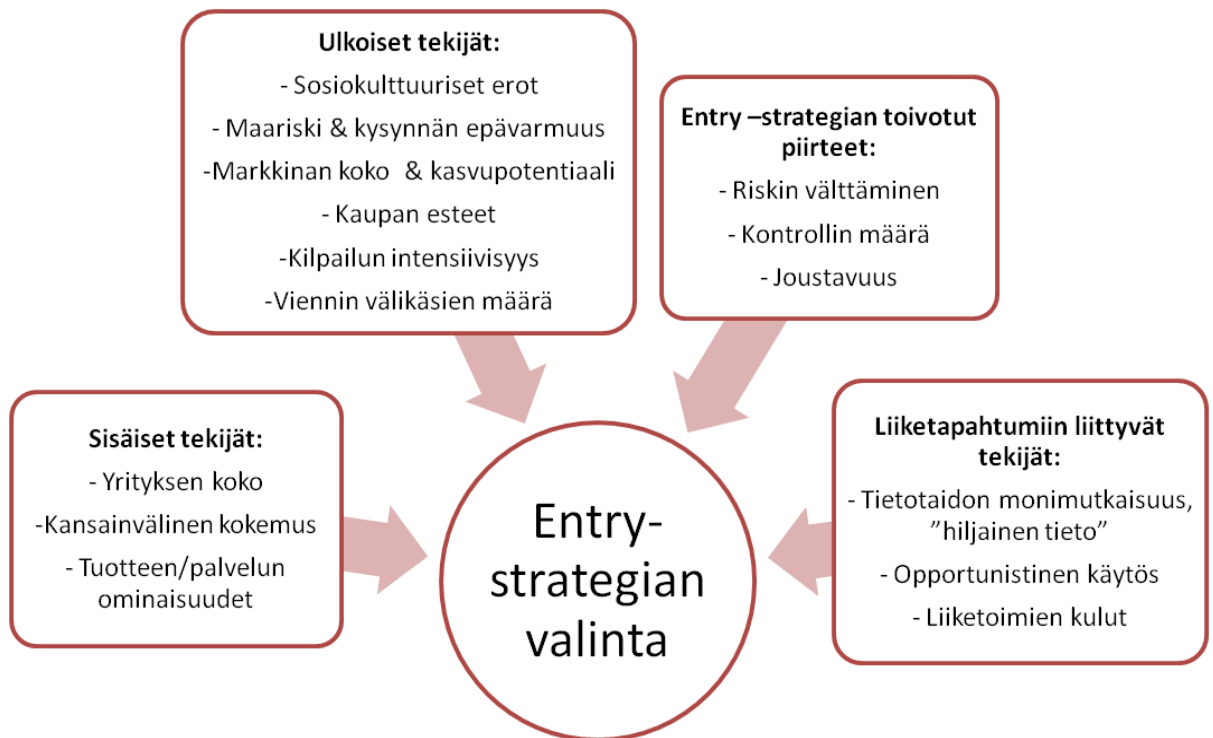 Ulkoiset tekijät:
- Sosiokulttuuriset erot
- Maariski & kysynnän epävarmuus
-Markkinan koko & kasvupotentiaali
- Kaupan esteet
-Kilpailun intensiivisyys
-Viennin välikäsien määrä
Entry –strategian toivotut
piirteet:
- Riskin välttäminen
- Kontrollin määrä
- Joustavuus
Sisäiset tekijät:
- Yrityksen koko
-Kansainvälinen kokemus
- Tuotteen/palvelun
ominaisuudet
Liiketapahtumiin liittyvät
tekijät:
- Tietotaidon monimutkaisuus,
”hiljainen tieto”
- Opportunistinen käytös
- Liiketoimien kulut
Entry-
strategian
valinta